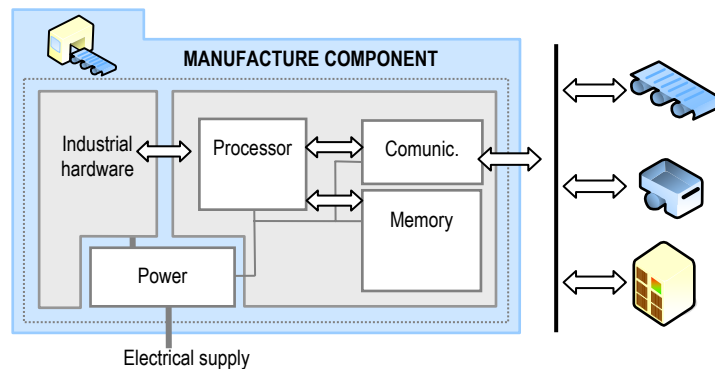 MANUFACTURE COMPONENT
Industrial
hardware
Processor
Comunic.
Memory
Power
Electrical supply